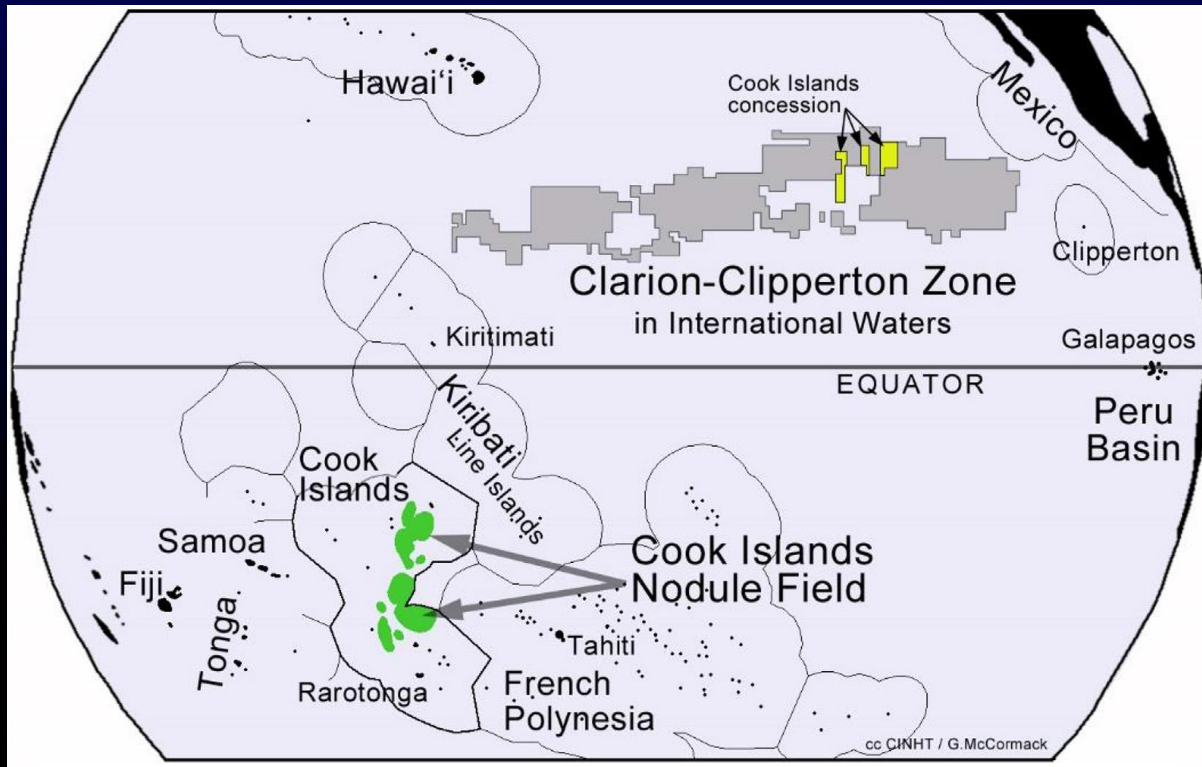 Hawai'i
Cook Islands
concession
Mexico
Clipperton
Clarion-Clipperton Zone
in International Waters
Kiritimati
Galapagos
EQUATOR
Peru
Basin
Kiribati
Line Islands
Cook
Islands
Samoa
Fiji
Tonga
Cook Islands
Nodule Field
Tahiti
Rarotonga
French
Polynesia
cc CINHT / G.McCormack